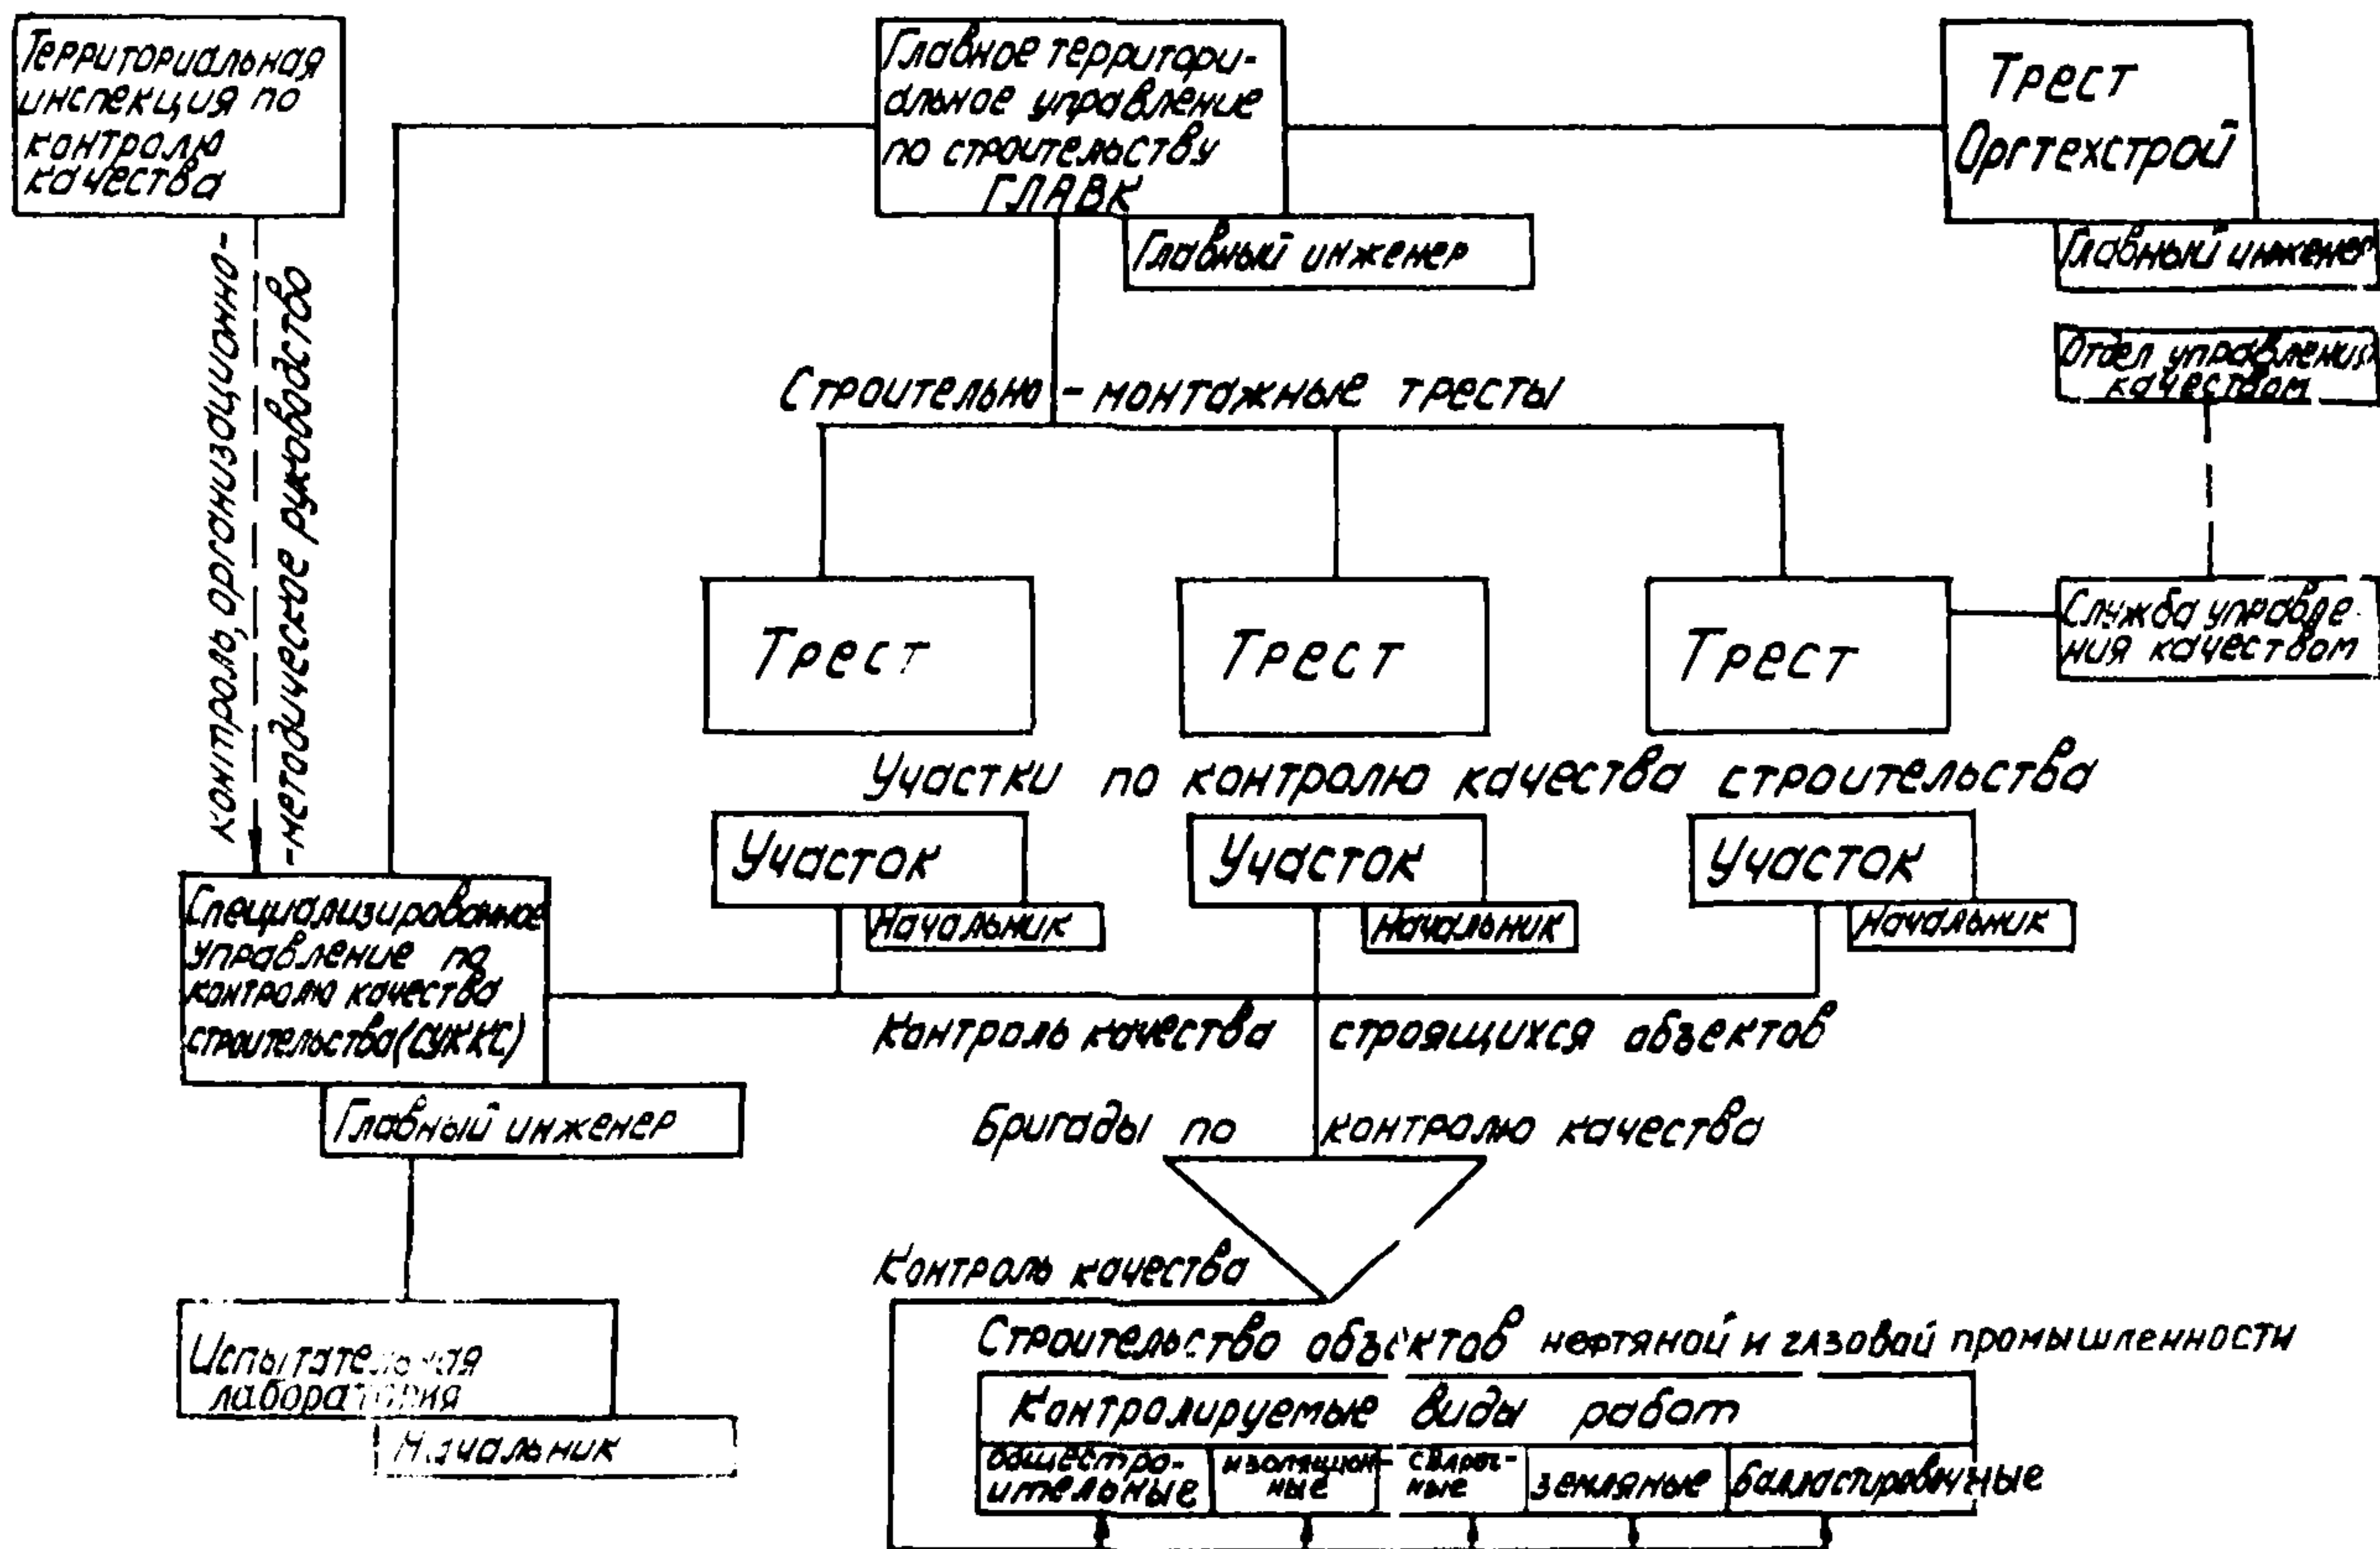 Территориальная
инспекция по
контролю
качества
Главное территори-
альное управление
по строительству
ГЛАВК
Главный инженер
Трест
Оргтехстрой
Главный инженер
Отдел управления
качеством
контроль, организационно-
-методическое руководство
Строительно-монтажные тресты
Трест
Трест
Трест
Служба управле-
ния качеством
Участки по контролю качества строительства
Участок
Начальник
Участок
Начальник
Участок
Начальник
Специализированное
управление по
контролю качества
строительства (СУККС)
Главный инженер
Контроль качества строящихся объектов
Бригады по контролю качества
Испытательная
лаборатория
Начальник
Контроль качества
Строительство объектов нефтяной и газовой промышленности
Контролируемые виды работ
общестро-
ительные
изоляцион-
ные
свароч-
ные
земляные
балластировочные